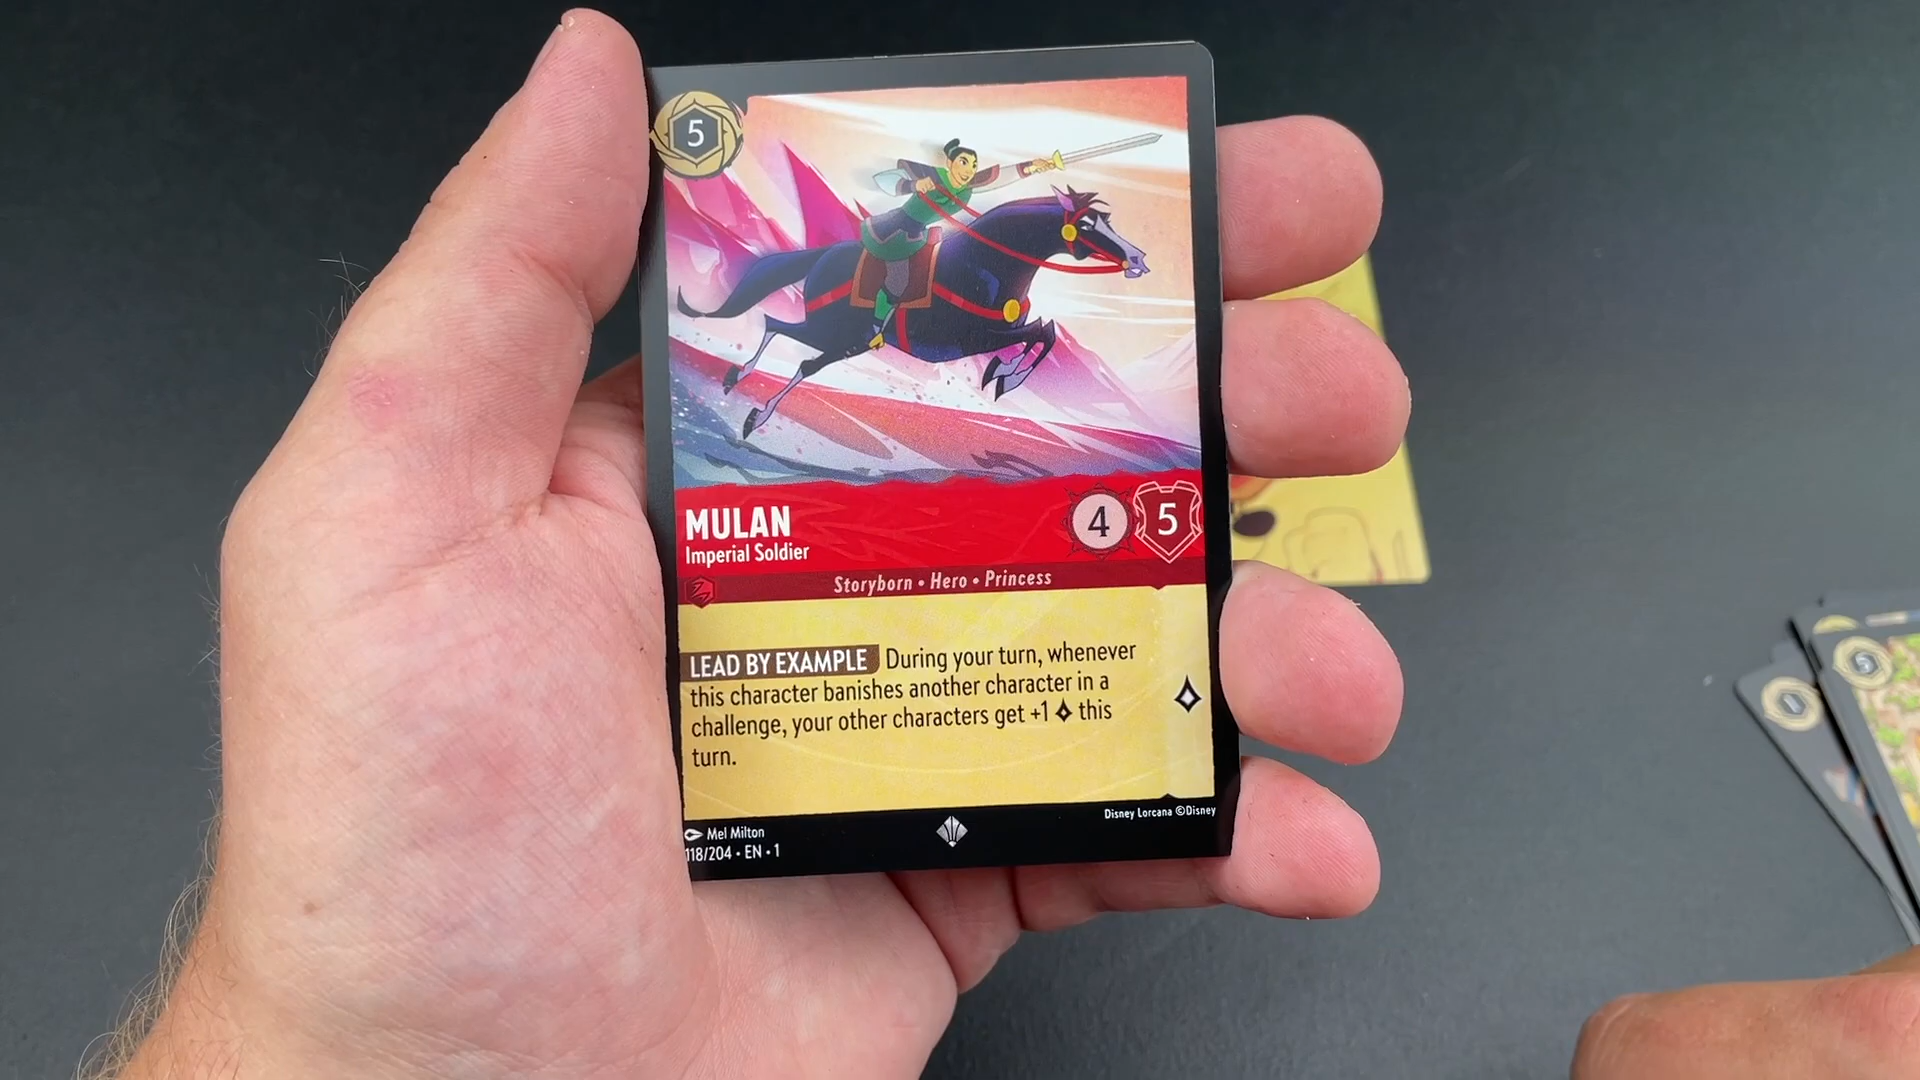 5
MULAN
Imperial Soldier
4 5
Storyborn • Hero • Princess
LEAD BY EXAMPLE During your turn, whenever
this character banishes another character in a
challenge, your other characters get +1 this
turn.
Mel Milton
118/204 • EN • 1
Disney Lorcana ©Disney